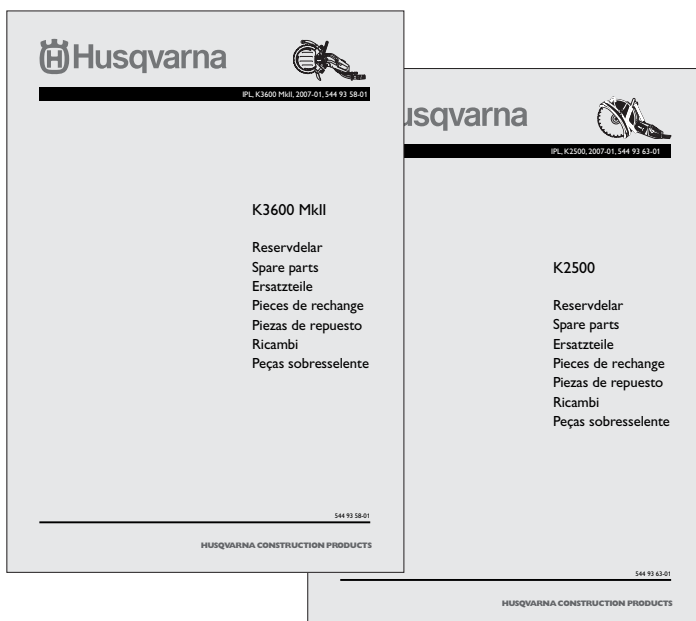 Husqvarna
IPL, K3600 MkII, 2007-01, 544 93 58-01
K3600 MkII
Reservdelar
Spare parts
Ersatzteile
Pieces de rechange
Piezas de repuesto
Ricambi
Peças sobresselente
544 93 58-01
HUSQVARNA CONSTRUCTION PRODUCTS
usqvarna
IPL, K2500, 2007-01, 544 93 63-01
K2500
Reservdelar
Spare parts
Ersatzteile
Pieces de rechange
Piezas de repuesto
Ricambi
Peças sobresselente
544 93 63-01
HUSQVARNA CONSTRUCTION PRODUCTS